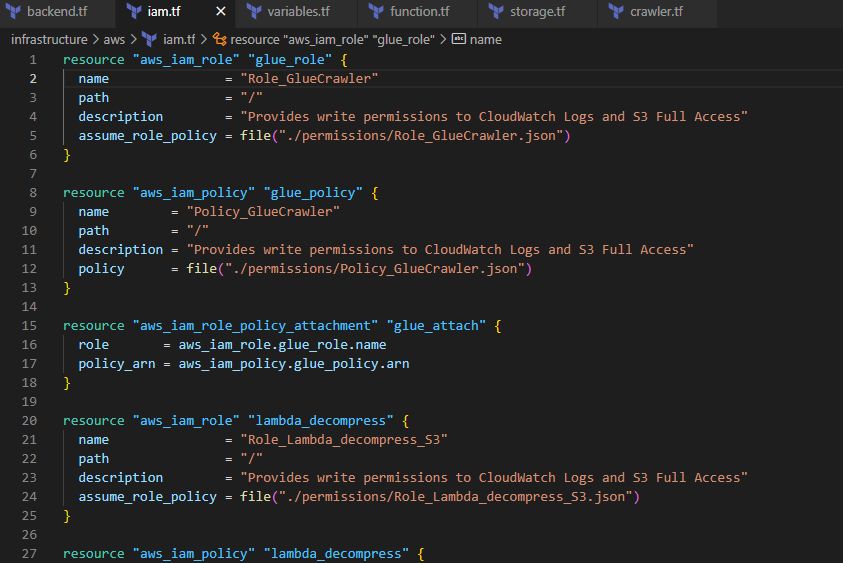 backend.tf iam.tf × variables.tf function.tf storage.tf crawler.tf
infrastructure > aws > iam.tf > resource "aws_iam_role" "glue_role" > abc name
1 resource "aws_iam_role" "glue_role" {
2   name               = "Role_GlueCrawler"
3   path               = "/"
4   description        = "Provides write permissions to CloudWatch Logs and S3 Full Access"
5   assume_role_policy = file("./permissions/Role_GlueCrawler.json")
6 }
7
8 resource "aws_iam_policy" "glue_policy" {
9   name        = "Policy_GlueCrawler"
10   path        = "/"
11   description = "Provides write permissions to CloudWatch Logs and S3 Full Access"
12   policy      = file("./permissions/Policy_GlueCrawler.json")
13 }
14
15 resource "aws_iam_role_policy_attachment" "glue_attach" {
16   role       = aws_iam_role.glue_role.name
17   policy_arn = aws_iam_policy.glue_policy.arn
18 }
19
20 resource "aws_iam_role" "lambda_decompress" {
21   name               = "Role_Lambda_decompress_S3"
22   path               = "/"
23   description        = "Provides write permissions to CloudWatch Logs and S3 Full Access"
24   assume_role_policy = file("./permissions/Role_Lambda_decompress_S3.json")
25 }
26
27 resource "aws_iam_policy" "lambda_decompress" {